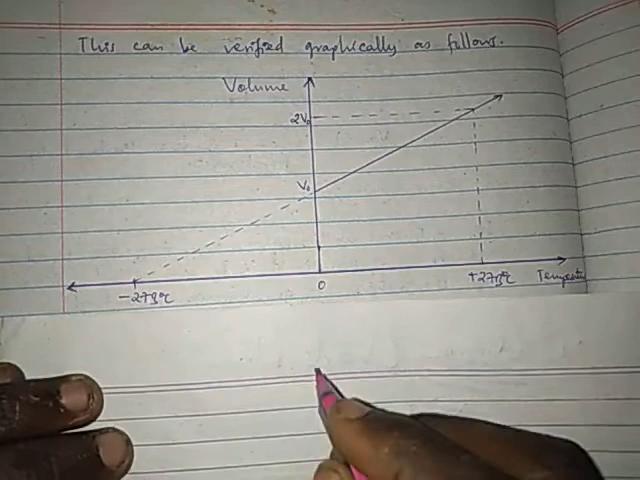 This can be verified graphically as follows.
Volume
2V₀
V₀
-273°C
0
+273°C